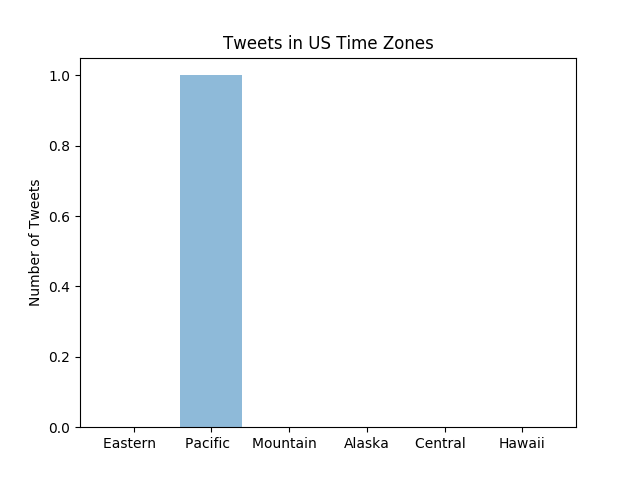 Tweets in US Time Zones
1.0
0.8
0.6
0.4
0.2
0.0
Number of Tweets
Eastern Pacific Mountain Alaska Central Hawaii